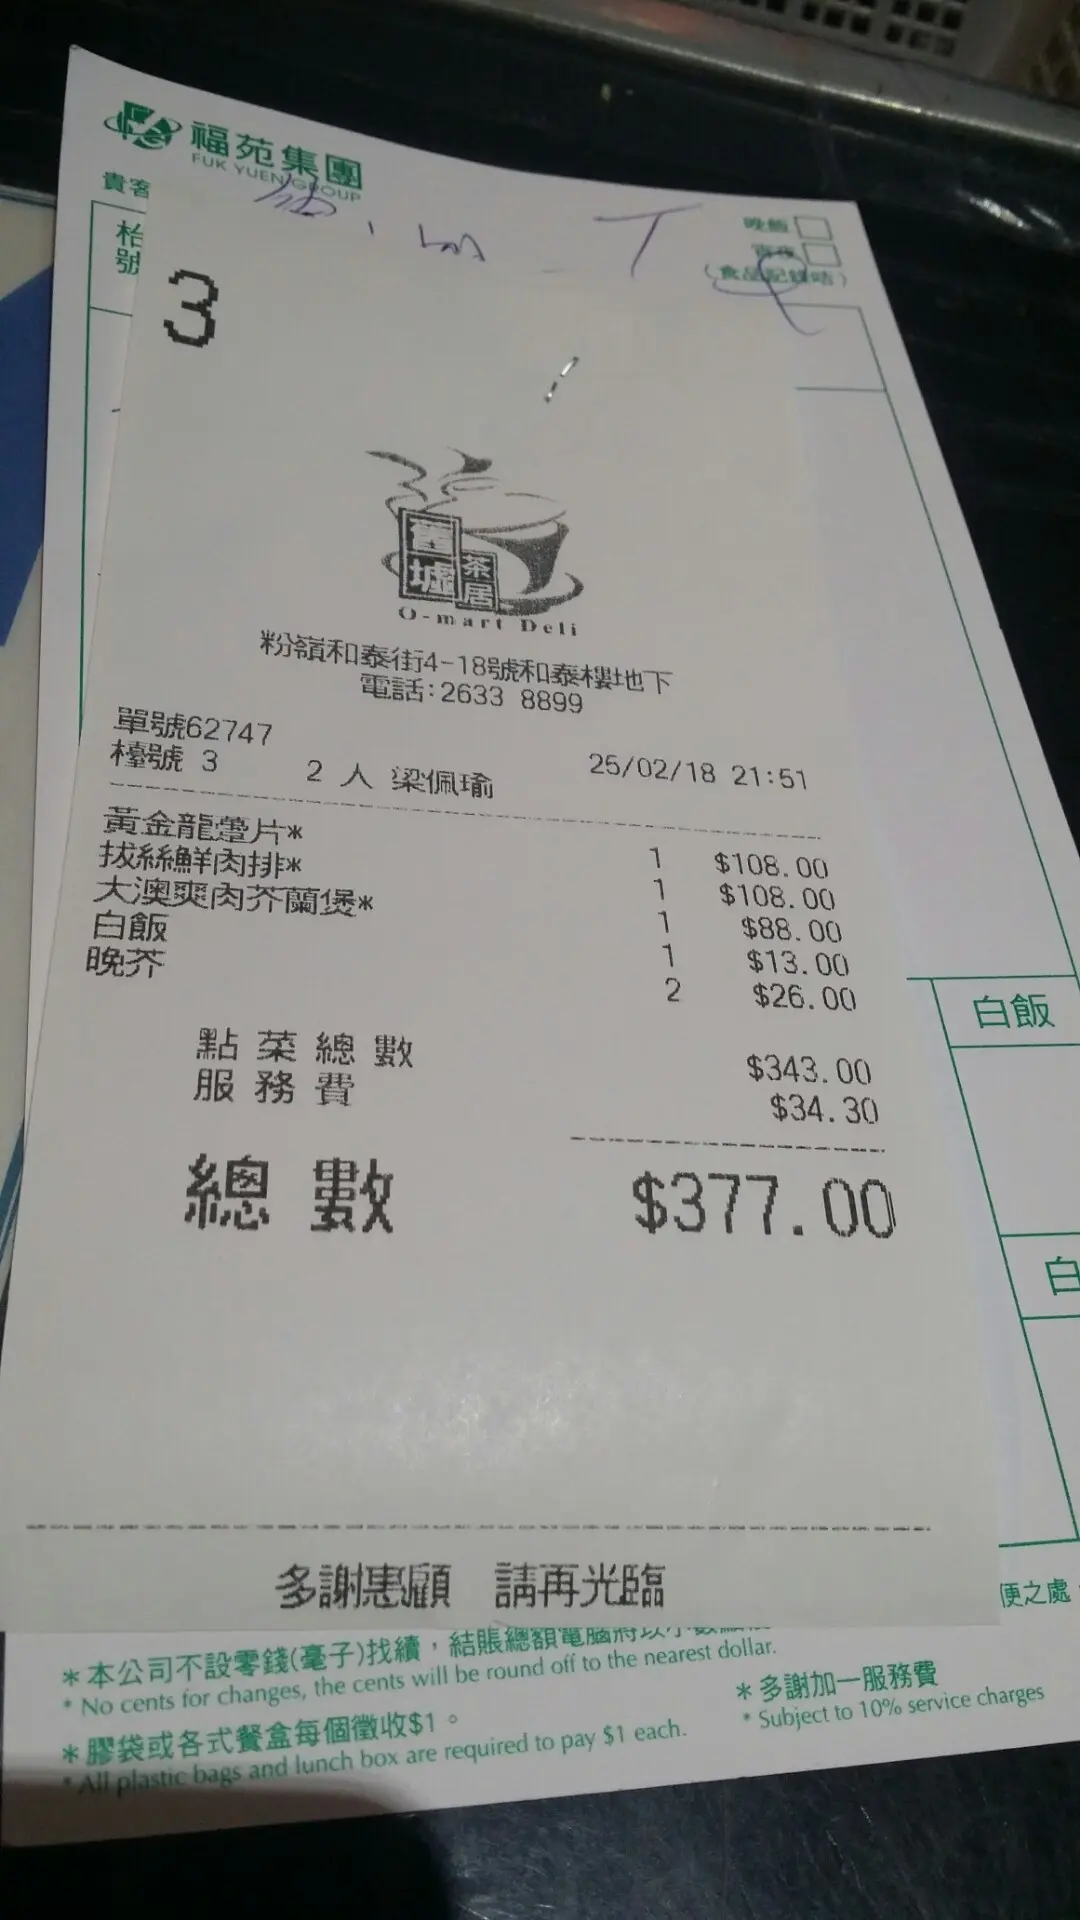 福苑集團
FUK YUEN GROUP
貴客
晚飯
枱號
宵夜
(食品記錄咭)
3
舊墟茶居
O-mart Deli
粉嶺和泰街4-18號和泰樓地下
電話:2633 8899
單號62747
檯號 3 2 人 梁佩瑜 25/02/18 21:51
黃金龍躉片* 1 $108.00
拔絲鮮肉排* 1 $108.00
大澳爽肉芥蘭煲* 1 $88.00
白飯 1 $13.00
晚芥 2 $26.00
白飯
點菜總數 $343.00
服務費 $34.30
總數 $377.00
白
多謝惠顧 請再光臨
便之處
*本公司不設零錢(毫子)找續，結賬總額電腦將以小數
* No cents for changes, the cents will be round off to the nearest dollar.
*多謝加一服務費
* Subject to 10% service charges
*膠袋或各式餐盒每個徵收$1。
* All plastic bags and lunch box are required to pay $1 each.